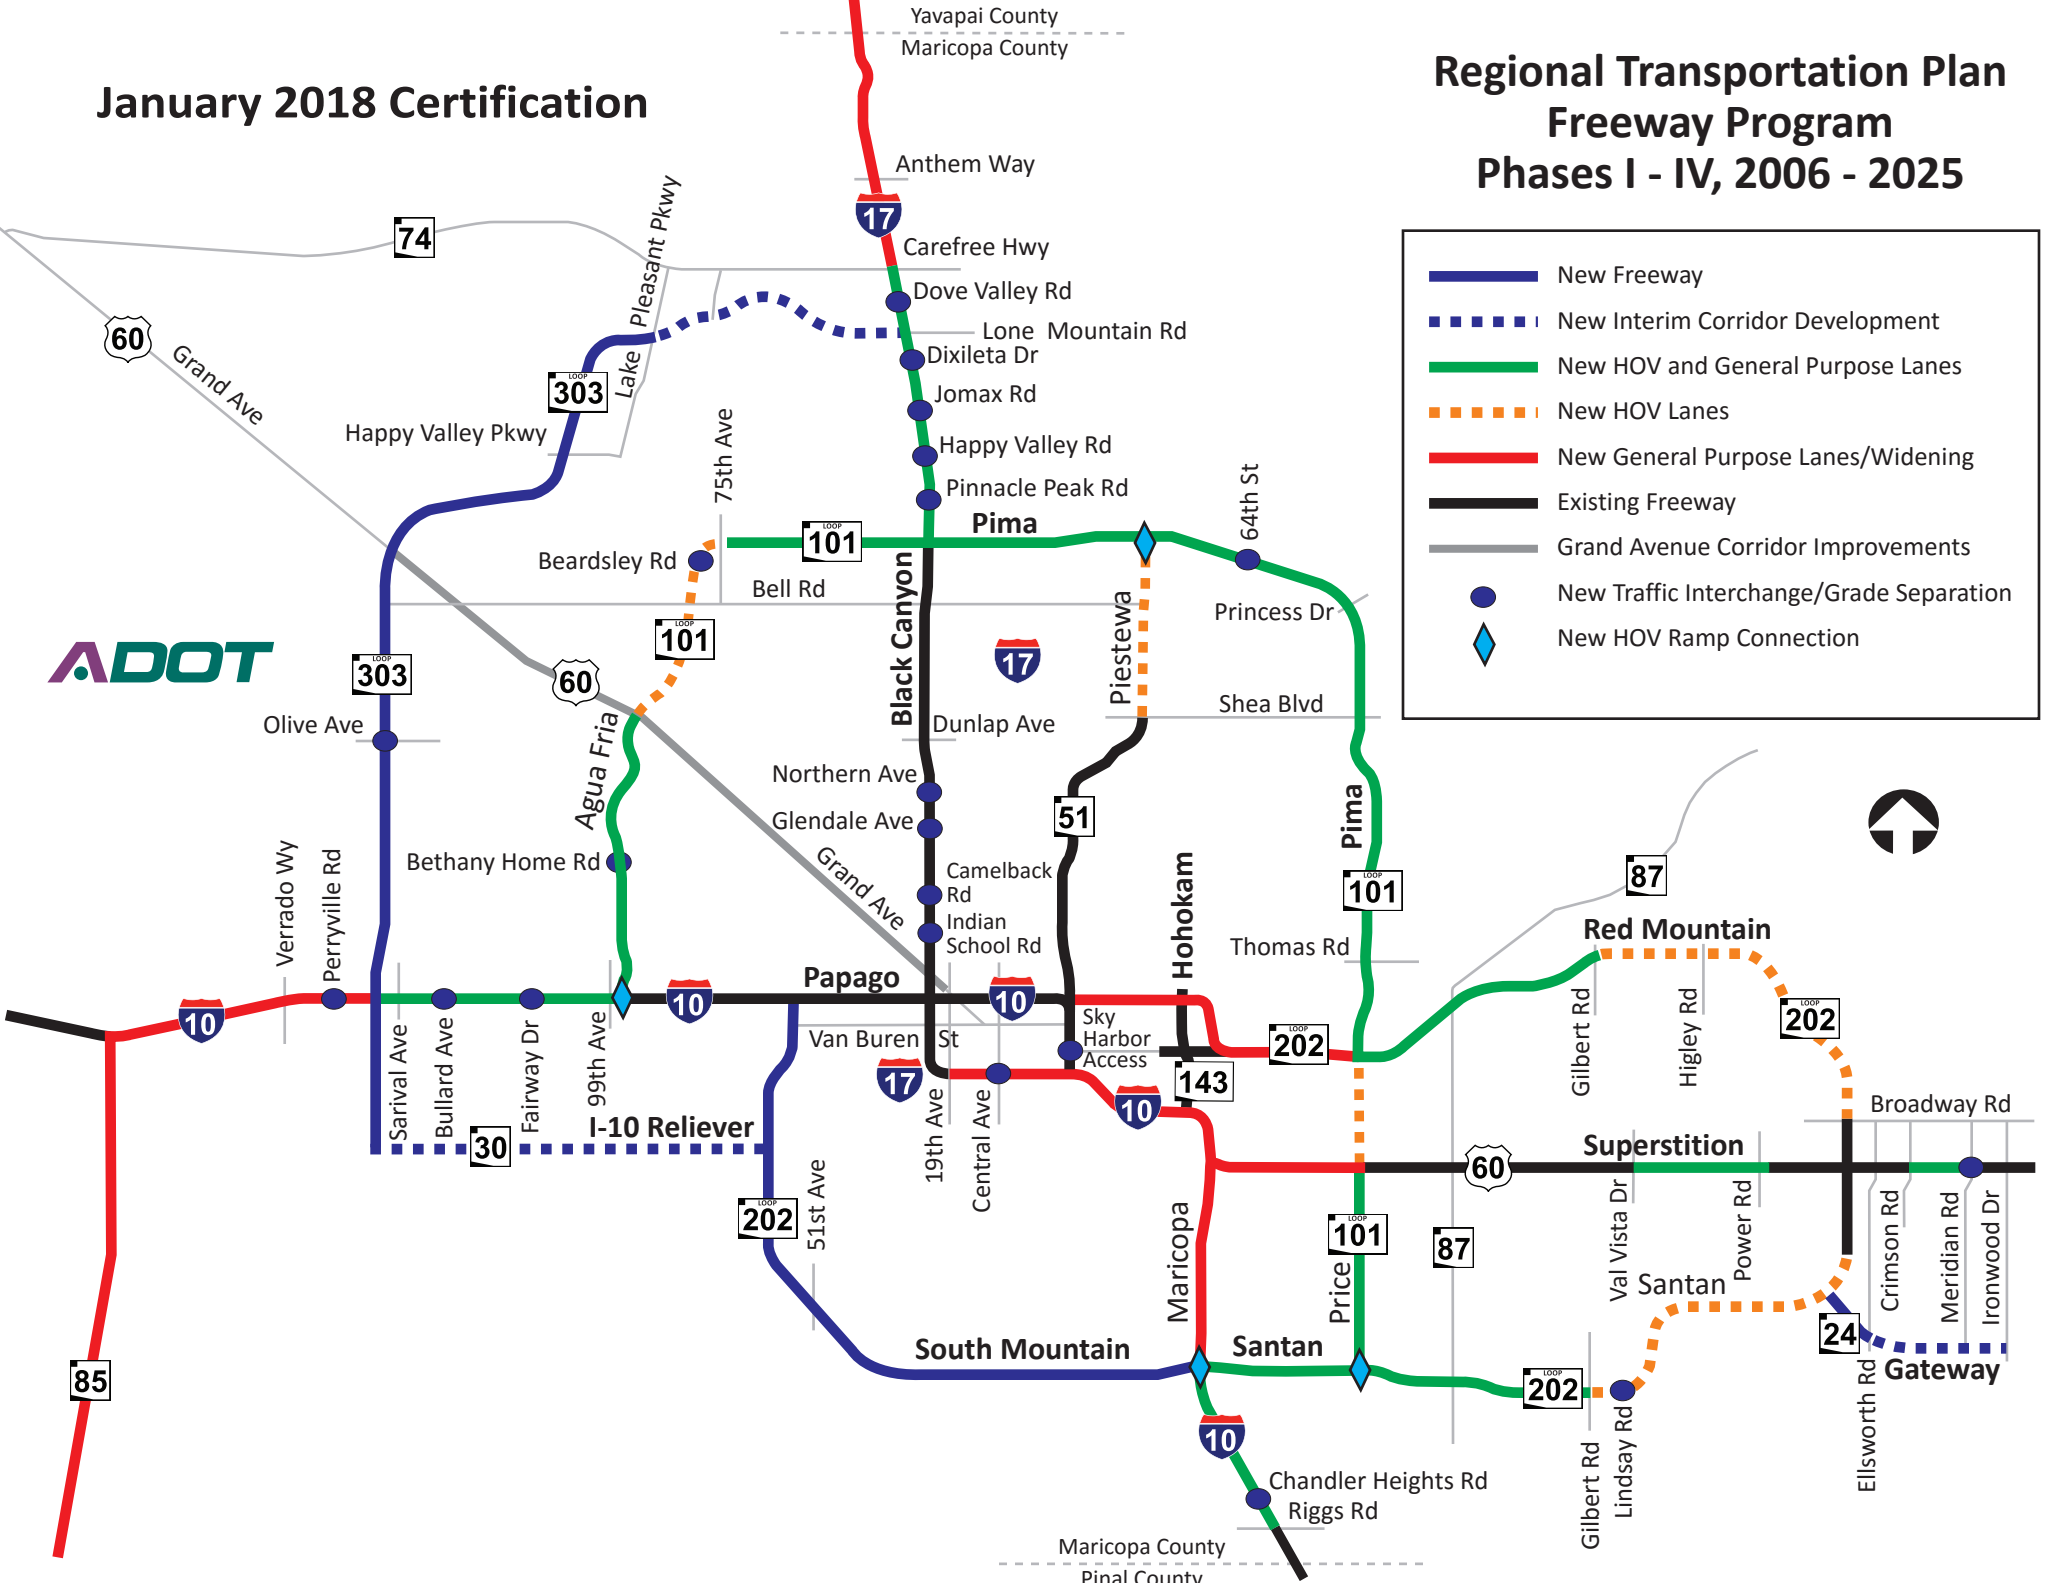 Yavapai County
Maricopa County
January 2018 Certification
Regional Transportation Plan
Freeway Program
Phases I - IV, 2006 - 2025
New Freeway
New Interim Corridor Development
New HOV and General Purpose Lanes
New HOV Lanes
New General Purpose Lanes/Widening
Existing Freeway
Grand Avenue Corridor Improvements
New Traffic Interchange/Grade Separation
New HOV Ramp Connection
Anthem Way
17
Carefree Hwy
74
Lake Pleasant Pkwy
Dove Valley Rd
60
Lone Mountain Rd
Grand Ave
Dixileta Dr
LOOP
303
Jomax Rd
Happy Valley Pkwy
Happy Valley Rd
75th Ave
Pinnacle Peak Rd
64th St
Pima
LOOP
101
Beardsley Rd
Bell Rd
Black Canyon
Piestewa
Princess Dr
LOOP
101
ADOT
17
LOOP
303
60
Shea Blvd
Olive Ave
Dunlap Ave
Agua Fria
Northern Ave
51
Glendale Ave
Pima
Bethany Home Rd
Grand Ave
Camelback
Rd
LOOP
101
87
Indian
School Rd
Hohokam
Thomas Rd
Red Mountain
Verrado Wy
Perryville Rd
Papago
10
10
10
Sky
Harbor
Access
LOOP
202
LOOP
202
Gilbert Rd
Higley Rd
Van Buren St
Sarival Ave
Bullard Ave
Fairway Dr
99th Ave
17
143
10
19th Ave
Central Ave
Broadway Rd
I-10 Reliever
30
Superstition
60
LOOP
202
51st Ave
Maricopa
LOOP
101
Price
87
Val Vista Dr
Power Rd
Santan
Crimson Rd
Meridian Rd
Ironwood Dr
24
Gateway
Ellsworth Rd
85
South Mountain
Santan
LOOP
202
Gilbert Rd
Lindsay Rd
10
Chandler Heights Rd
Riggs Rd
Maricopa County
Pinal County